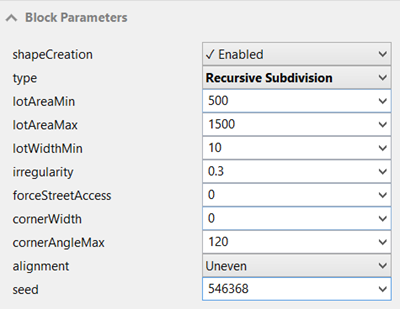 Block Parameters
shapeCreation ✓ Enabled
type Recursive Subdivision
lotAreaMin 500
lotAreaMax 1500
lotWidthMin 10
irregularity 0.3
forceStreetAccess 0
cornerWidth 0
cornerAngleMax 120
alignment Uneven
seed 546368